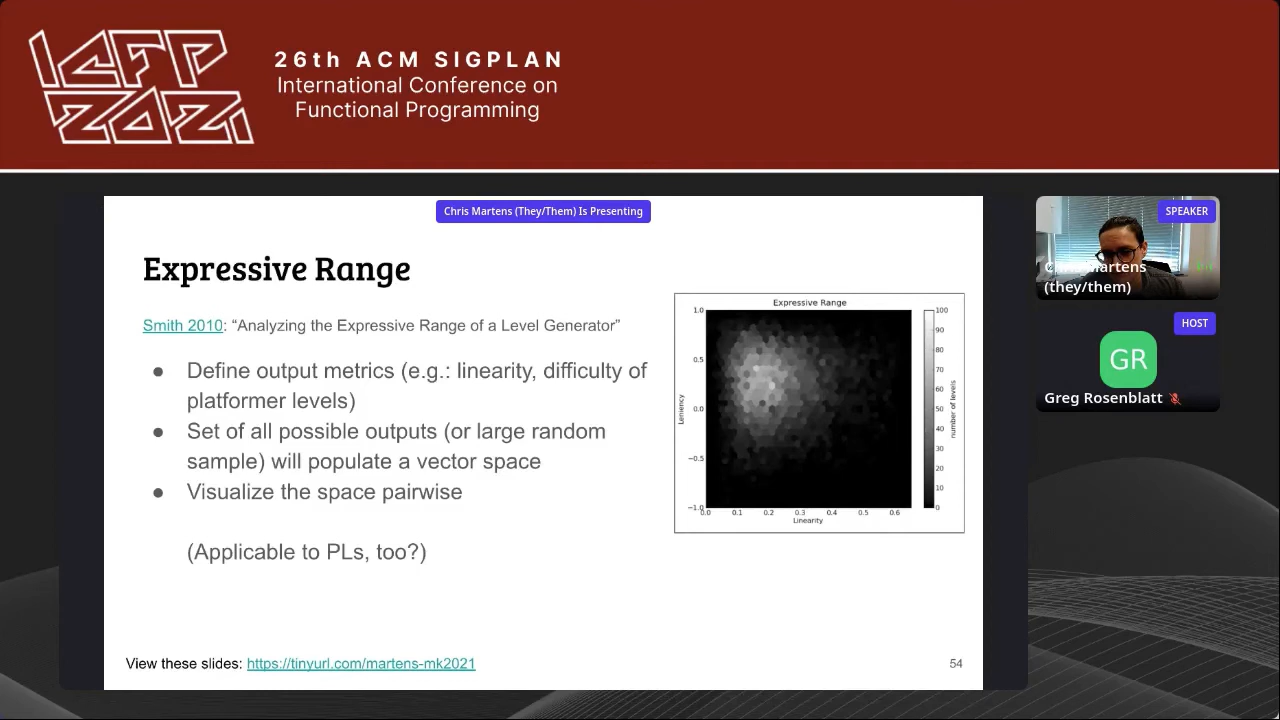 ICFP
2021
26th ACM SIGPLAN
International Conference on
Functional Programming
Chris Martens (They/Them) Is Presenting
Expressive Range
Smith 2010: “Analyzing the Expressive Range of a Level Generator”
● Define output metrics (e.g.: linearity, difficulty of
platformer levels)
● Set of all possible outputs (or large random
sample) will populate a vector space
● Visualize the space pairwise
(Applicable to PLs, too?)
Expressive Range
1.0
0.5
0.0
−0.5
−1.0
Leniency
0.0 0.1 0.2 0.3 0.4 0.5 0.6
Linearity
100
90
80
70
60
50
40
30
20
10
0
number of levels
View these slides: https://tinyurl.com/martens-mk2021
54
SPEAKER
Chris Martens
(they/them)
HOST
GR
Greg Rosenblatt